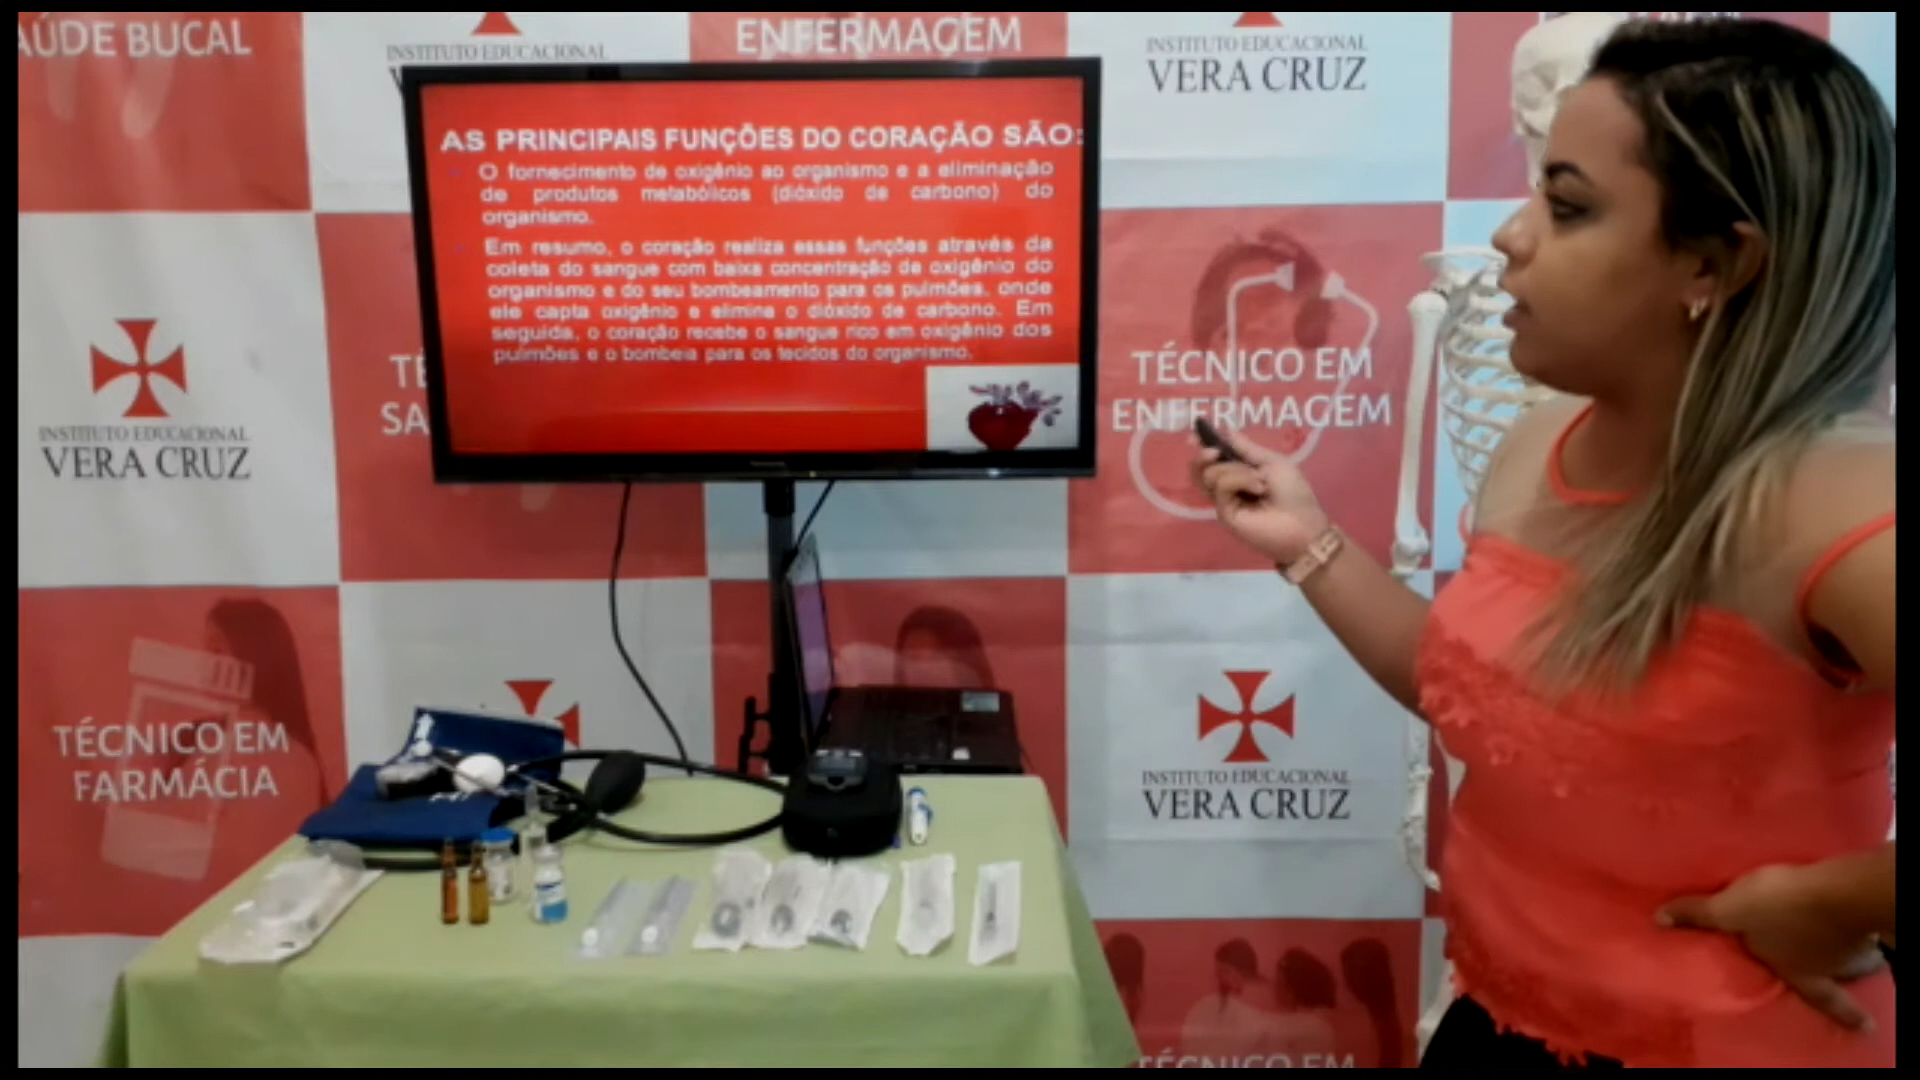 AÚDE BUCAL
INSTITUTO EDUCACIONAL
ENFERMAGEM
INSTITUTO EDUCACIONAL
VERA CRUZ
AS PRINCIPAIS FUNÇÕES DO CORAÇÃO SÃO:
O fornecimento de oxigênio ao organismo e a eliminação
de produtos metabólicos (dióxido de carbono) do
organismo.
Em resumo, o coração realiza essas funções através da
coleta do sangue com baixa concentração de oxigênio do
organismo e do seu bombeamento para os pulmões, onde
ele capta oxigênio e elimina o dióxido de carbono. Em
seguida, o coração recebe o sangue rico em oxigênio dos
pulmões e o bombeia para os tecidos do organismo.
INSTITUTO EDUCACIONAL
VERA CRUZ
TÉ
SA
TÉCNICO EM
ENFERMAGEM
TÉCNICO EM
FARMÁCIA
INSTITUTO EDUCACIONAL
VERA CRUZ
TÉCNICO EM